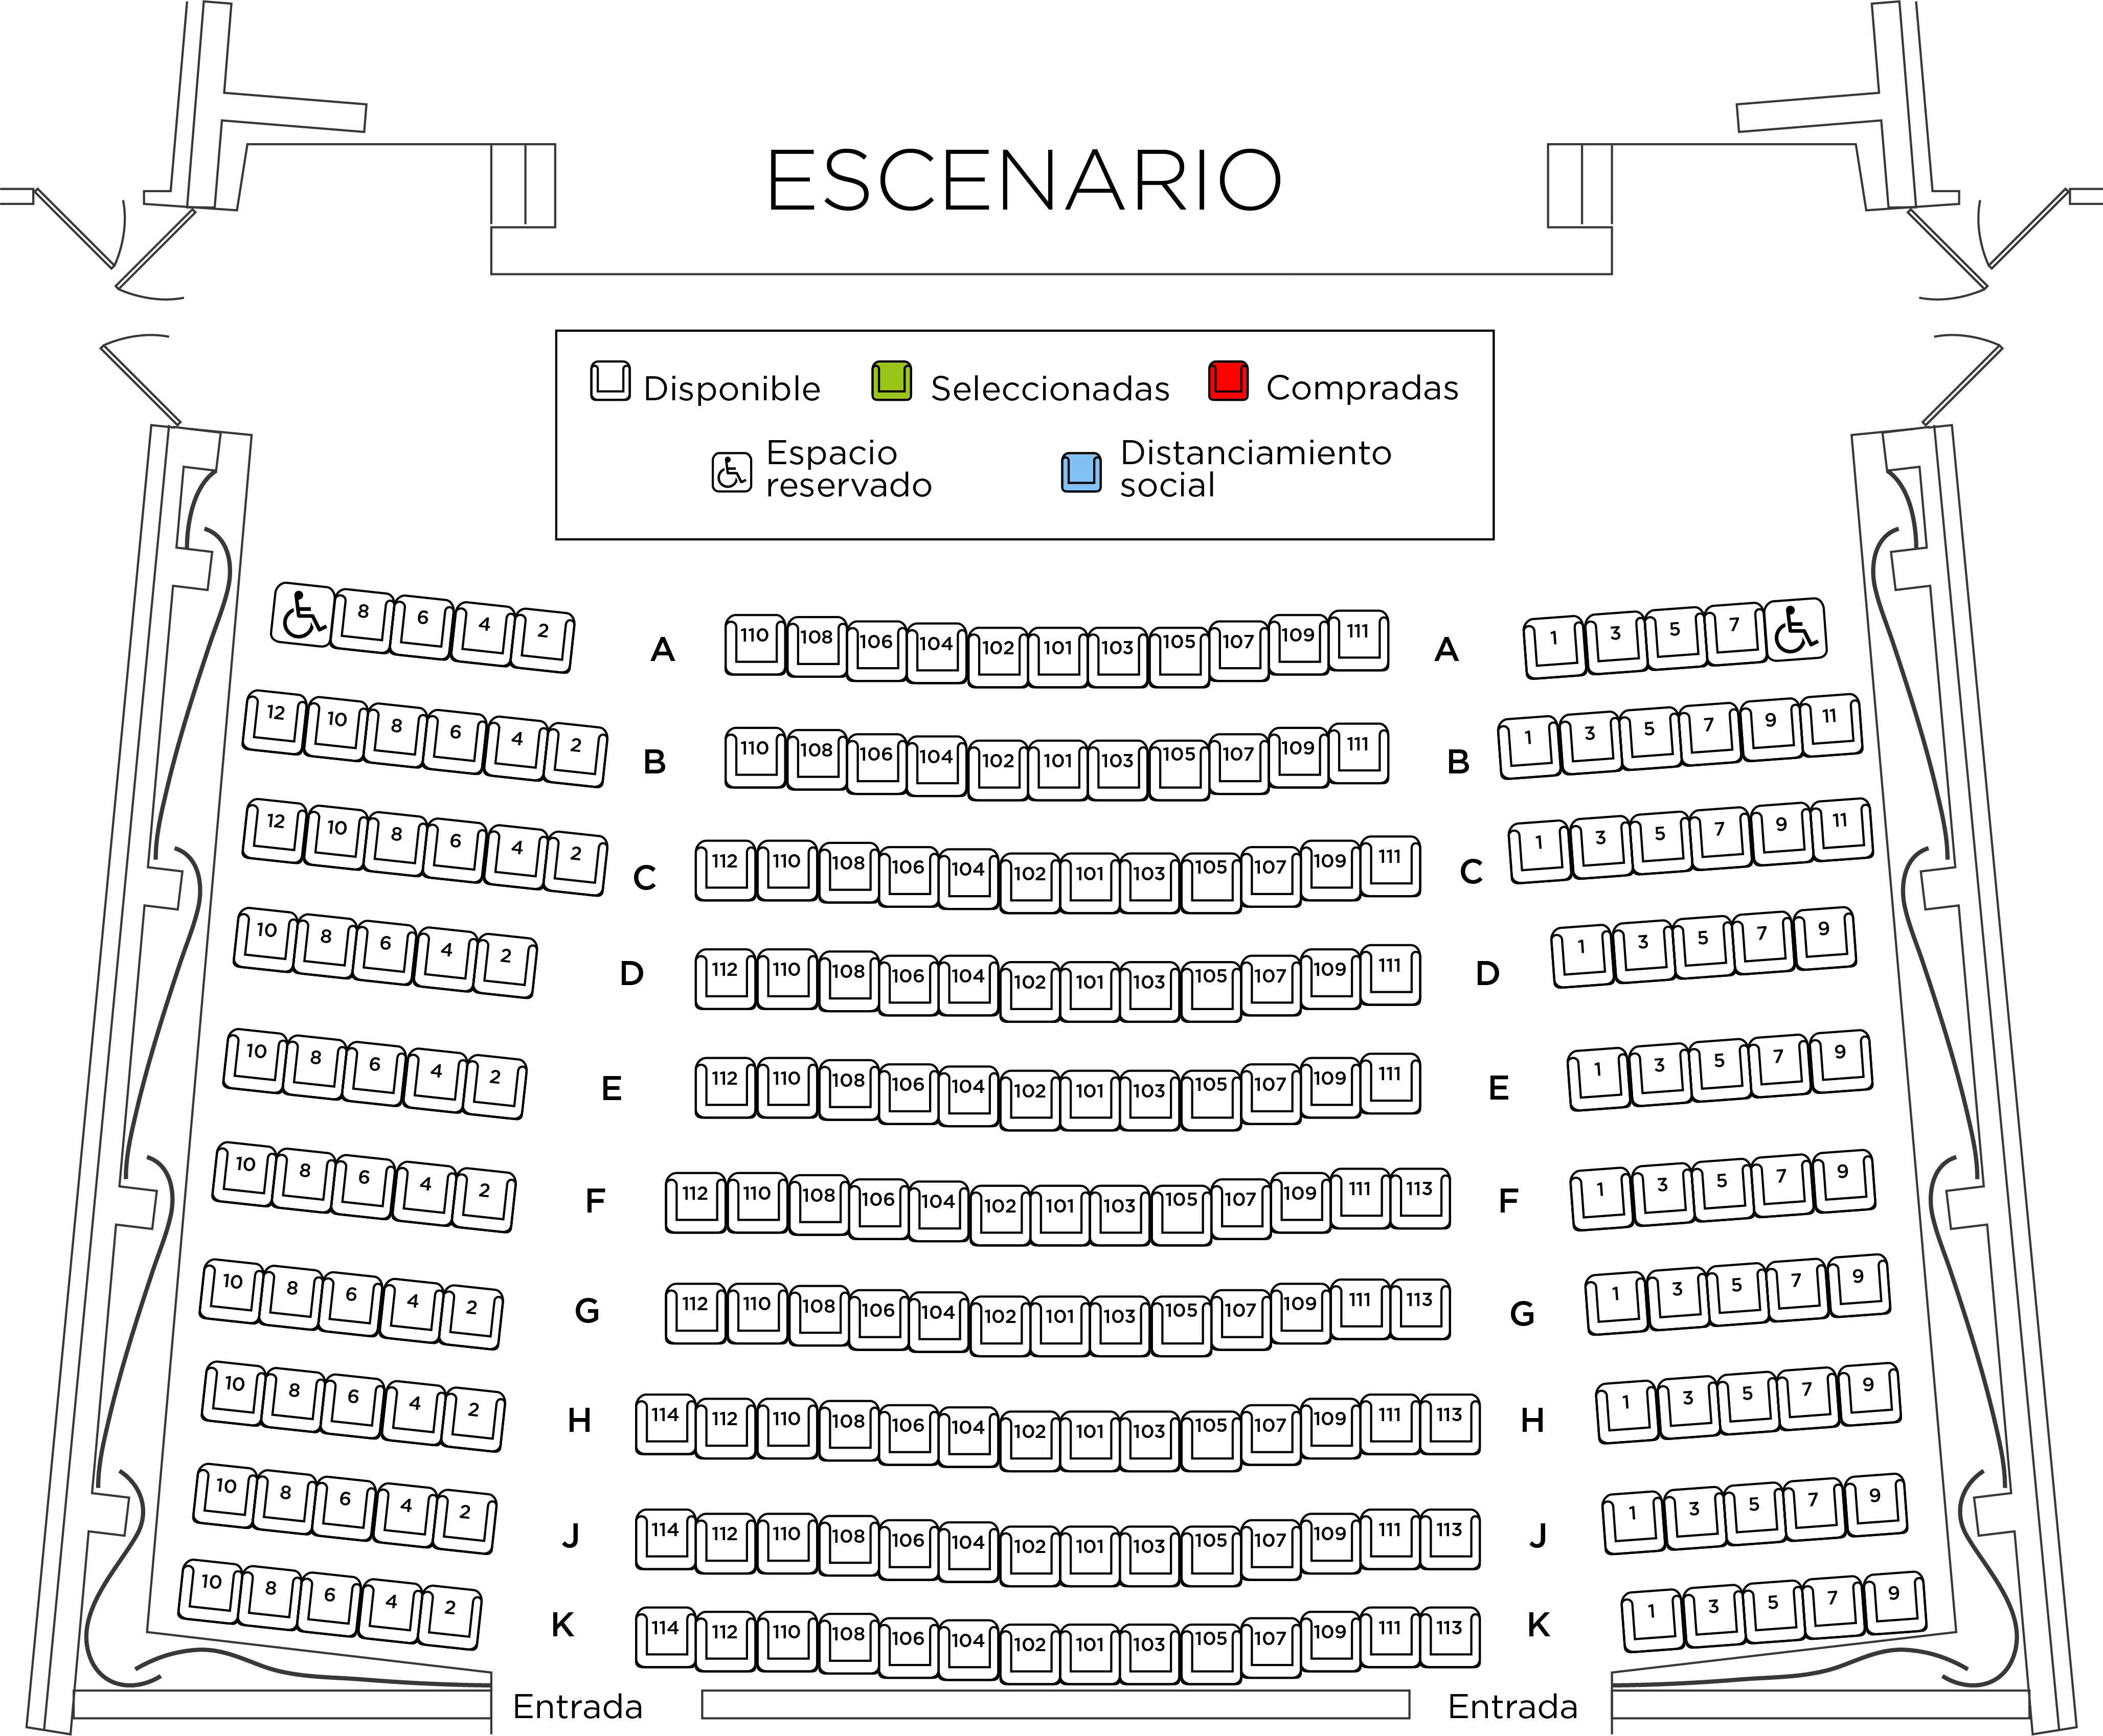 ESCENARIO
Disponible Seleccionadas Compradas
Espacio reservado Distanciamiento social
8 6 4 2 A 110 108 106 104 102 101 103 105 107 109 111 A 1 3 5 7
12 10 8 6 4 2 B 110 108 106 104 102 101 103 105 107 109 111 B 1 3 5 7 9 11
12 10 8 6 4 2 C 112 110 108 106 104 102 101 103 105 107 109 111 C 1 3 5 7 9 11
10 8 6 4 2 D 112 110 108 106 104 102 101 103 105 107 109 111 D 1 3 5 7 9
10 8 6 4 2 E 112 110 108 106 104 102 101 103 105 107 109 111 E 1 3 5 7 9
10 8 6 4 2 F 112 110 108 106 104 102 101 103 105 107 109 111 113 F 1 3 5 7 9
10 8 6 4 2 G 112 110 108 106 104 102 101 103 105 107 109 111 113 G 1 3 5 7 9
10 8 6 4 2 H 114 112 110 108 106 104 102 101 103 105 107 109 111 113 H 1 3 5 7 9
10 8 6 4 2 J 114 112 110 108 106 104 102 101 103 105 107 109 111 113 J 1 3 5 7 9
10 8 6 4 2 K 114 112 110 108 106 104 102 101 103 105 107 109 111 113 K 1 3 5 7 9
Entrada Entrada